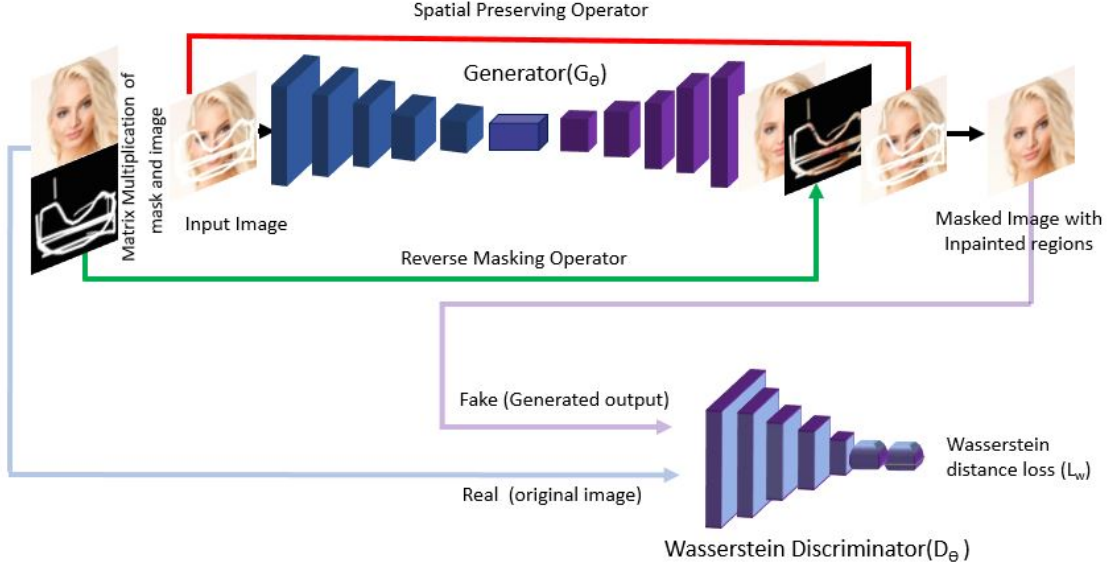 Spatial Preserving Operator
Generator(Gθ)
Matrix Multiplication of
mask and image
Input Image
Masked Image with
Inpainted regions
Reverse Masking Operator
Fake (Generated output)
Wasserstein
distance loss (Lw)
Real (original image)
Wasserstein Discriminator(Dθ )